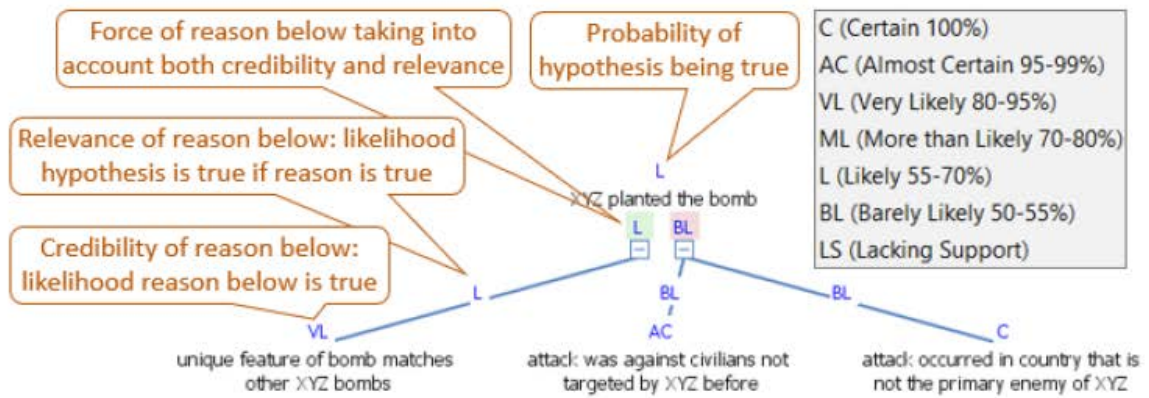 Force of reason below taking into
account both credibility and relevance
Probability of
hypothesis being true
C (Certain 100%)
AC (Almost Certain 95-99%)
VL (Very Likely 80-95%)
ML (More than Likely 70-80%)
L (Likely 55-70%)
BL (Barely Likely 50-55%)
LS (Lacking Support)
Relevance of reason below: likelihood
hypothesis is true if reason is true
Credibility of reason below:
likelihood reason below is true
L
XYZ planted the bomb
L BL
L BL BL
VL AC C
unique feature of bomb matches
other XYZ bombs
attack was against civilians not
targeted by XYZ before
attack occurred in country that is
not the primary enemy of XYZ